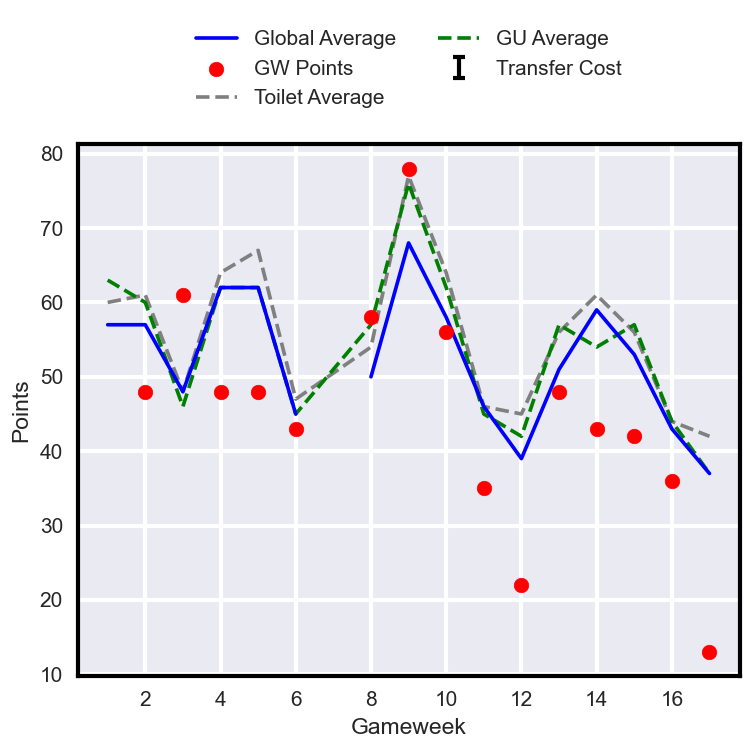 Global Average
GW Points
Toilet Average
GU Average
Transfer Cost
80
70
60
50
40
30
20
10
Points
2 4 6 8 10 12 14 16
Gameweek